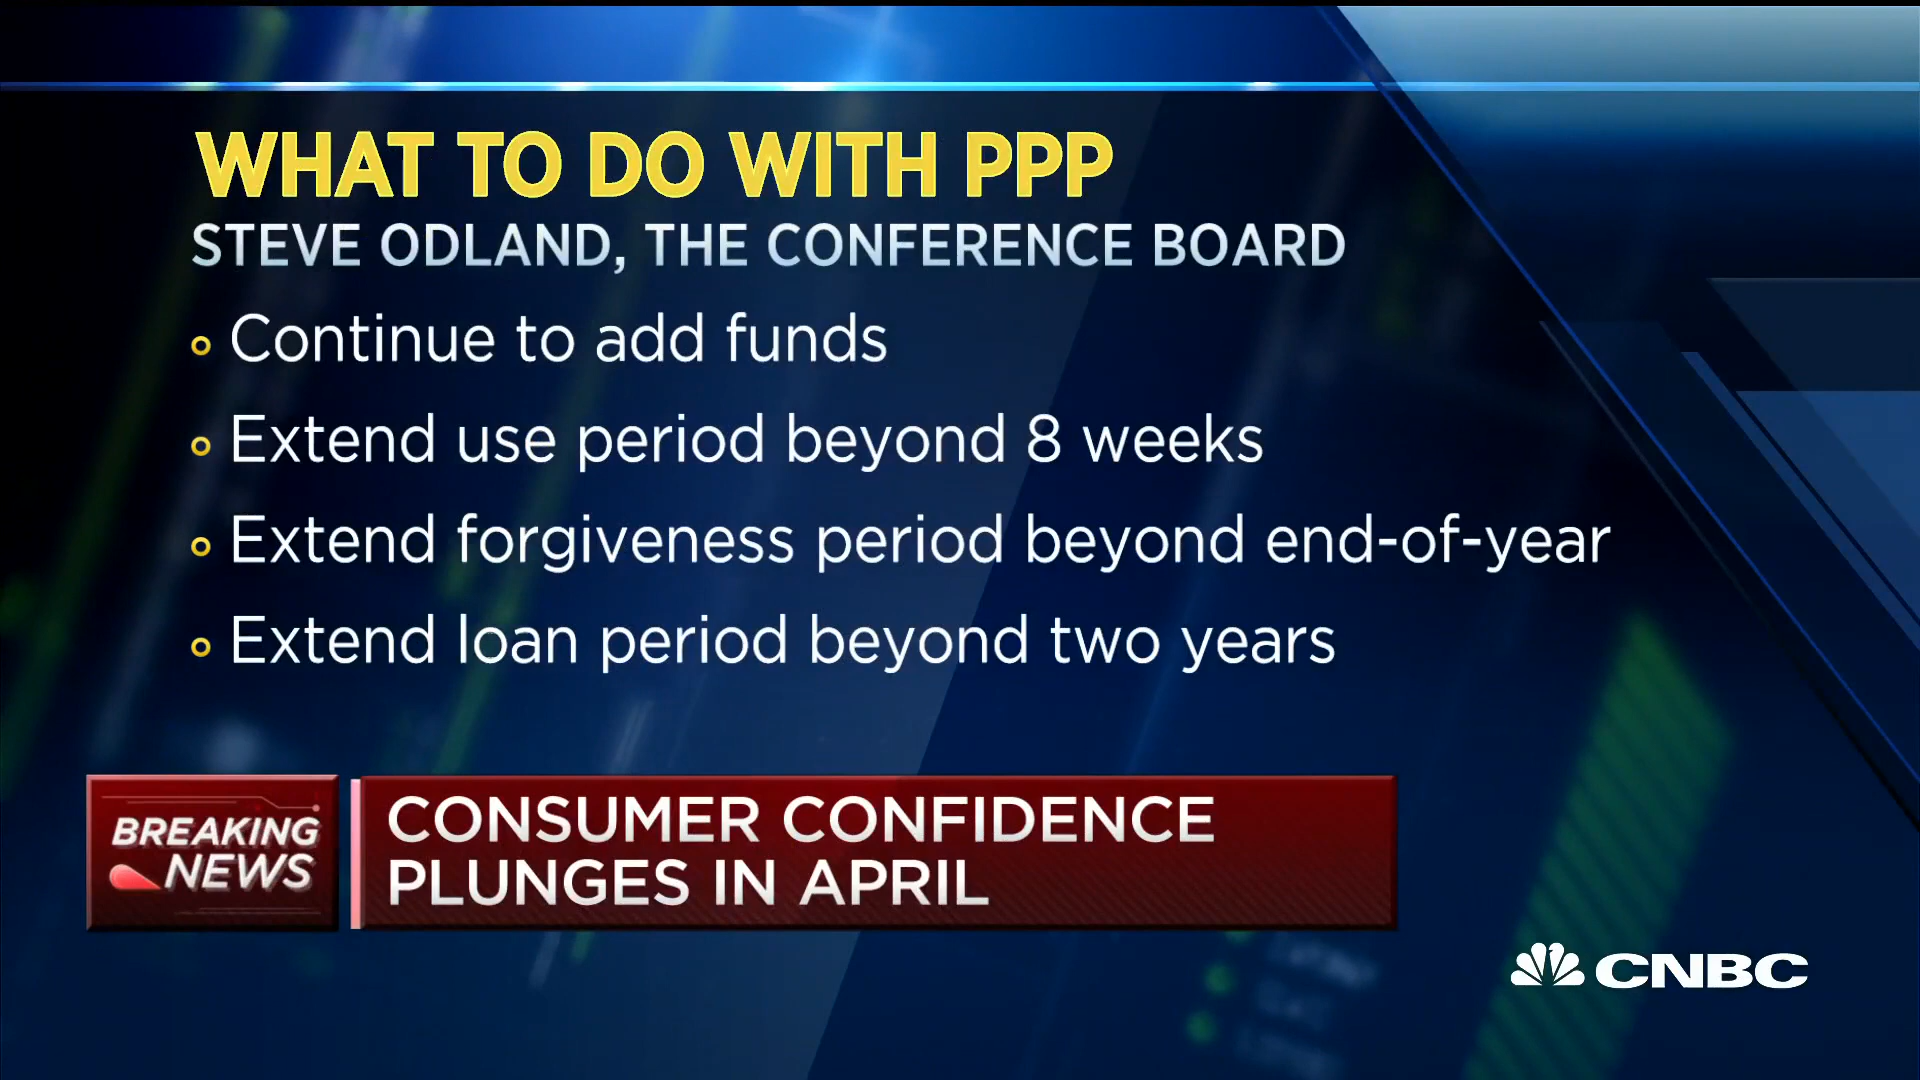 WHAT TO DO WITH PPP
STEVE ODLAND, THE CONFERENCE BOARD
Continue to add funds
Extend use period beyond 8 weeks
Extend forgiveness period beyond end-of-year
Extend loan period beyond two years
BREAKING
NEWS
CONSUMER CONFIDENCE
PLUNGES IN APRIL
CNBC